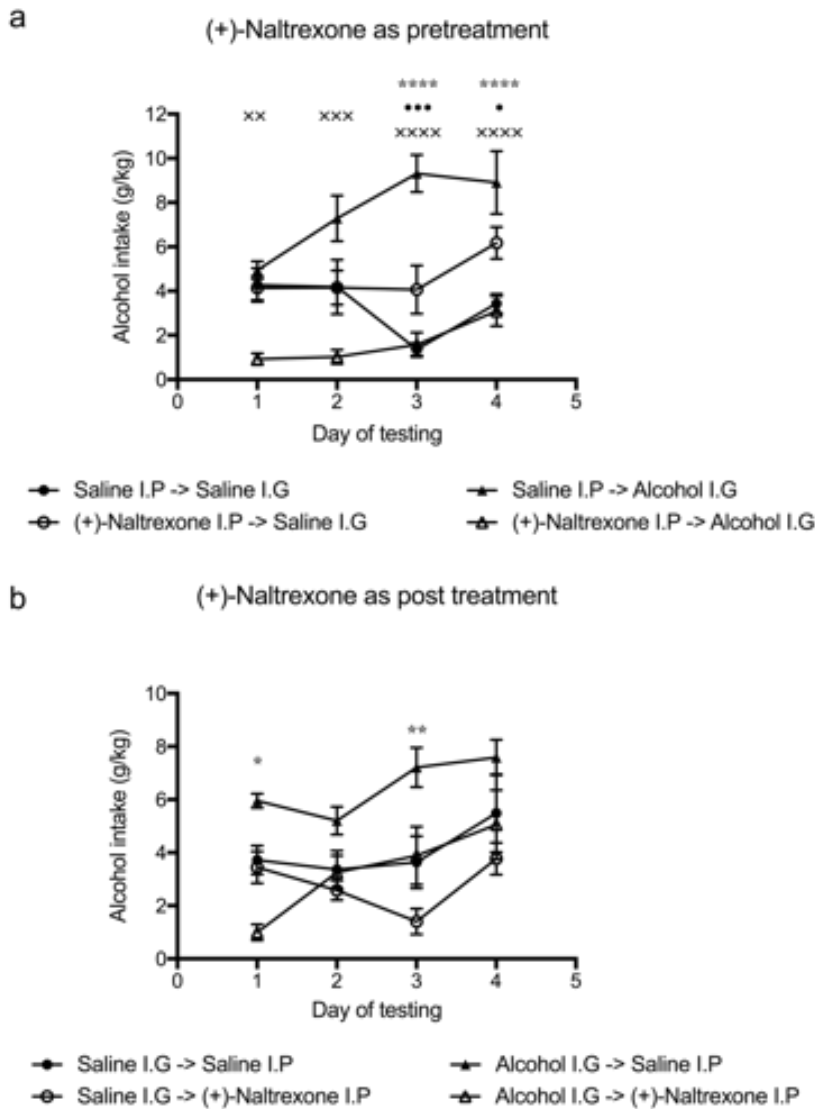 a
(+)-Naltrexone as pretreatment
**** ****
••• •
×× ××× ×××× ××××
12
10
8
6
4
2
0
Alcohol intake (g/kg)
0 1 2 3 4 5
Day of testing
Saline I.P -> Saline I.G
Saline I.P -> Alcohol I.G
(+)-Naltrexone I.P -> Saline I.G
(+)-Naltrexone I.P -> Alcohol I.G
b
(+)-Naltrexone as post treatment
10
8
6
4
2
0
* **
Alcohol intake (g/kg)
0 1 2 3 4 5
Day of testing
Saline I.G -> Saline I.P
Alcohol I.G -> Saline I.P
Saline I.G -> (+)-Naltrexone I.P
Alcohol I.G -> (+)-Naltrexone I.P